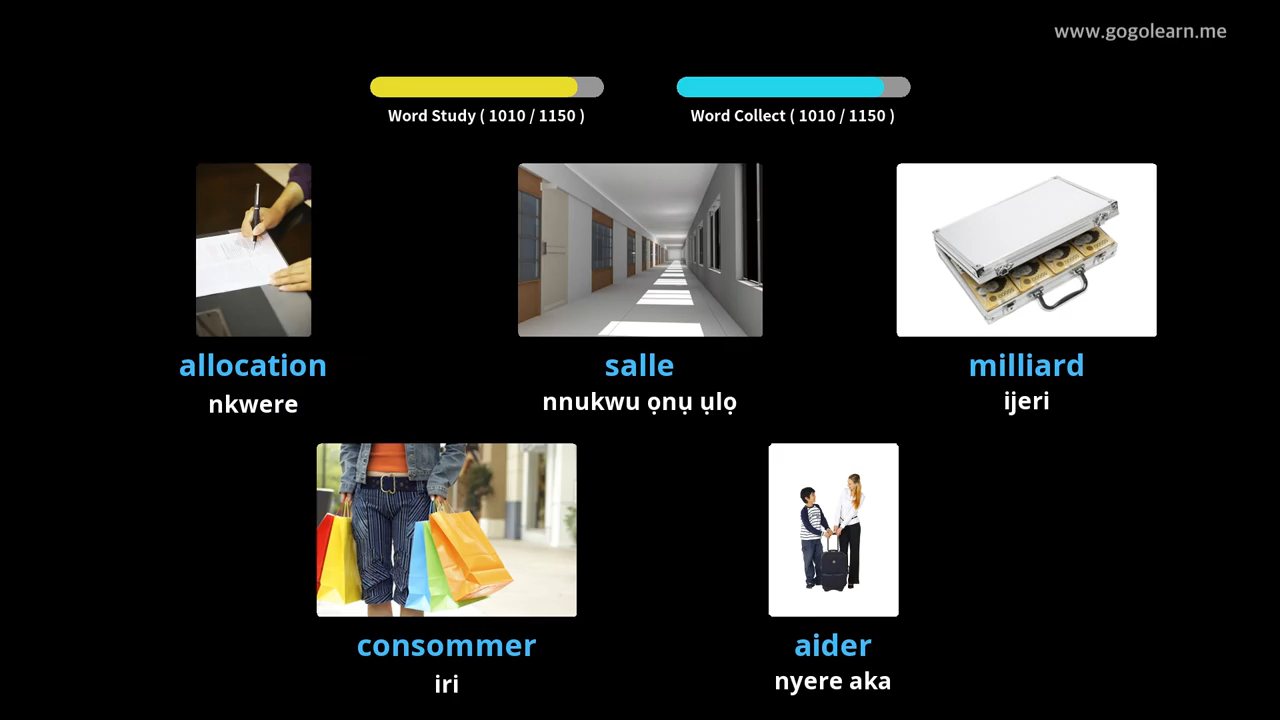 www.gogolearn.me
Word Study ( 1010 / 1150 )
Word Collect ( 1010 / 1150 )
allocation
nkwere
salle
nnukwu ọnụ ụlọ
milliard
ijeri
consommer
iri
aider
nyere aka